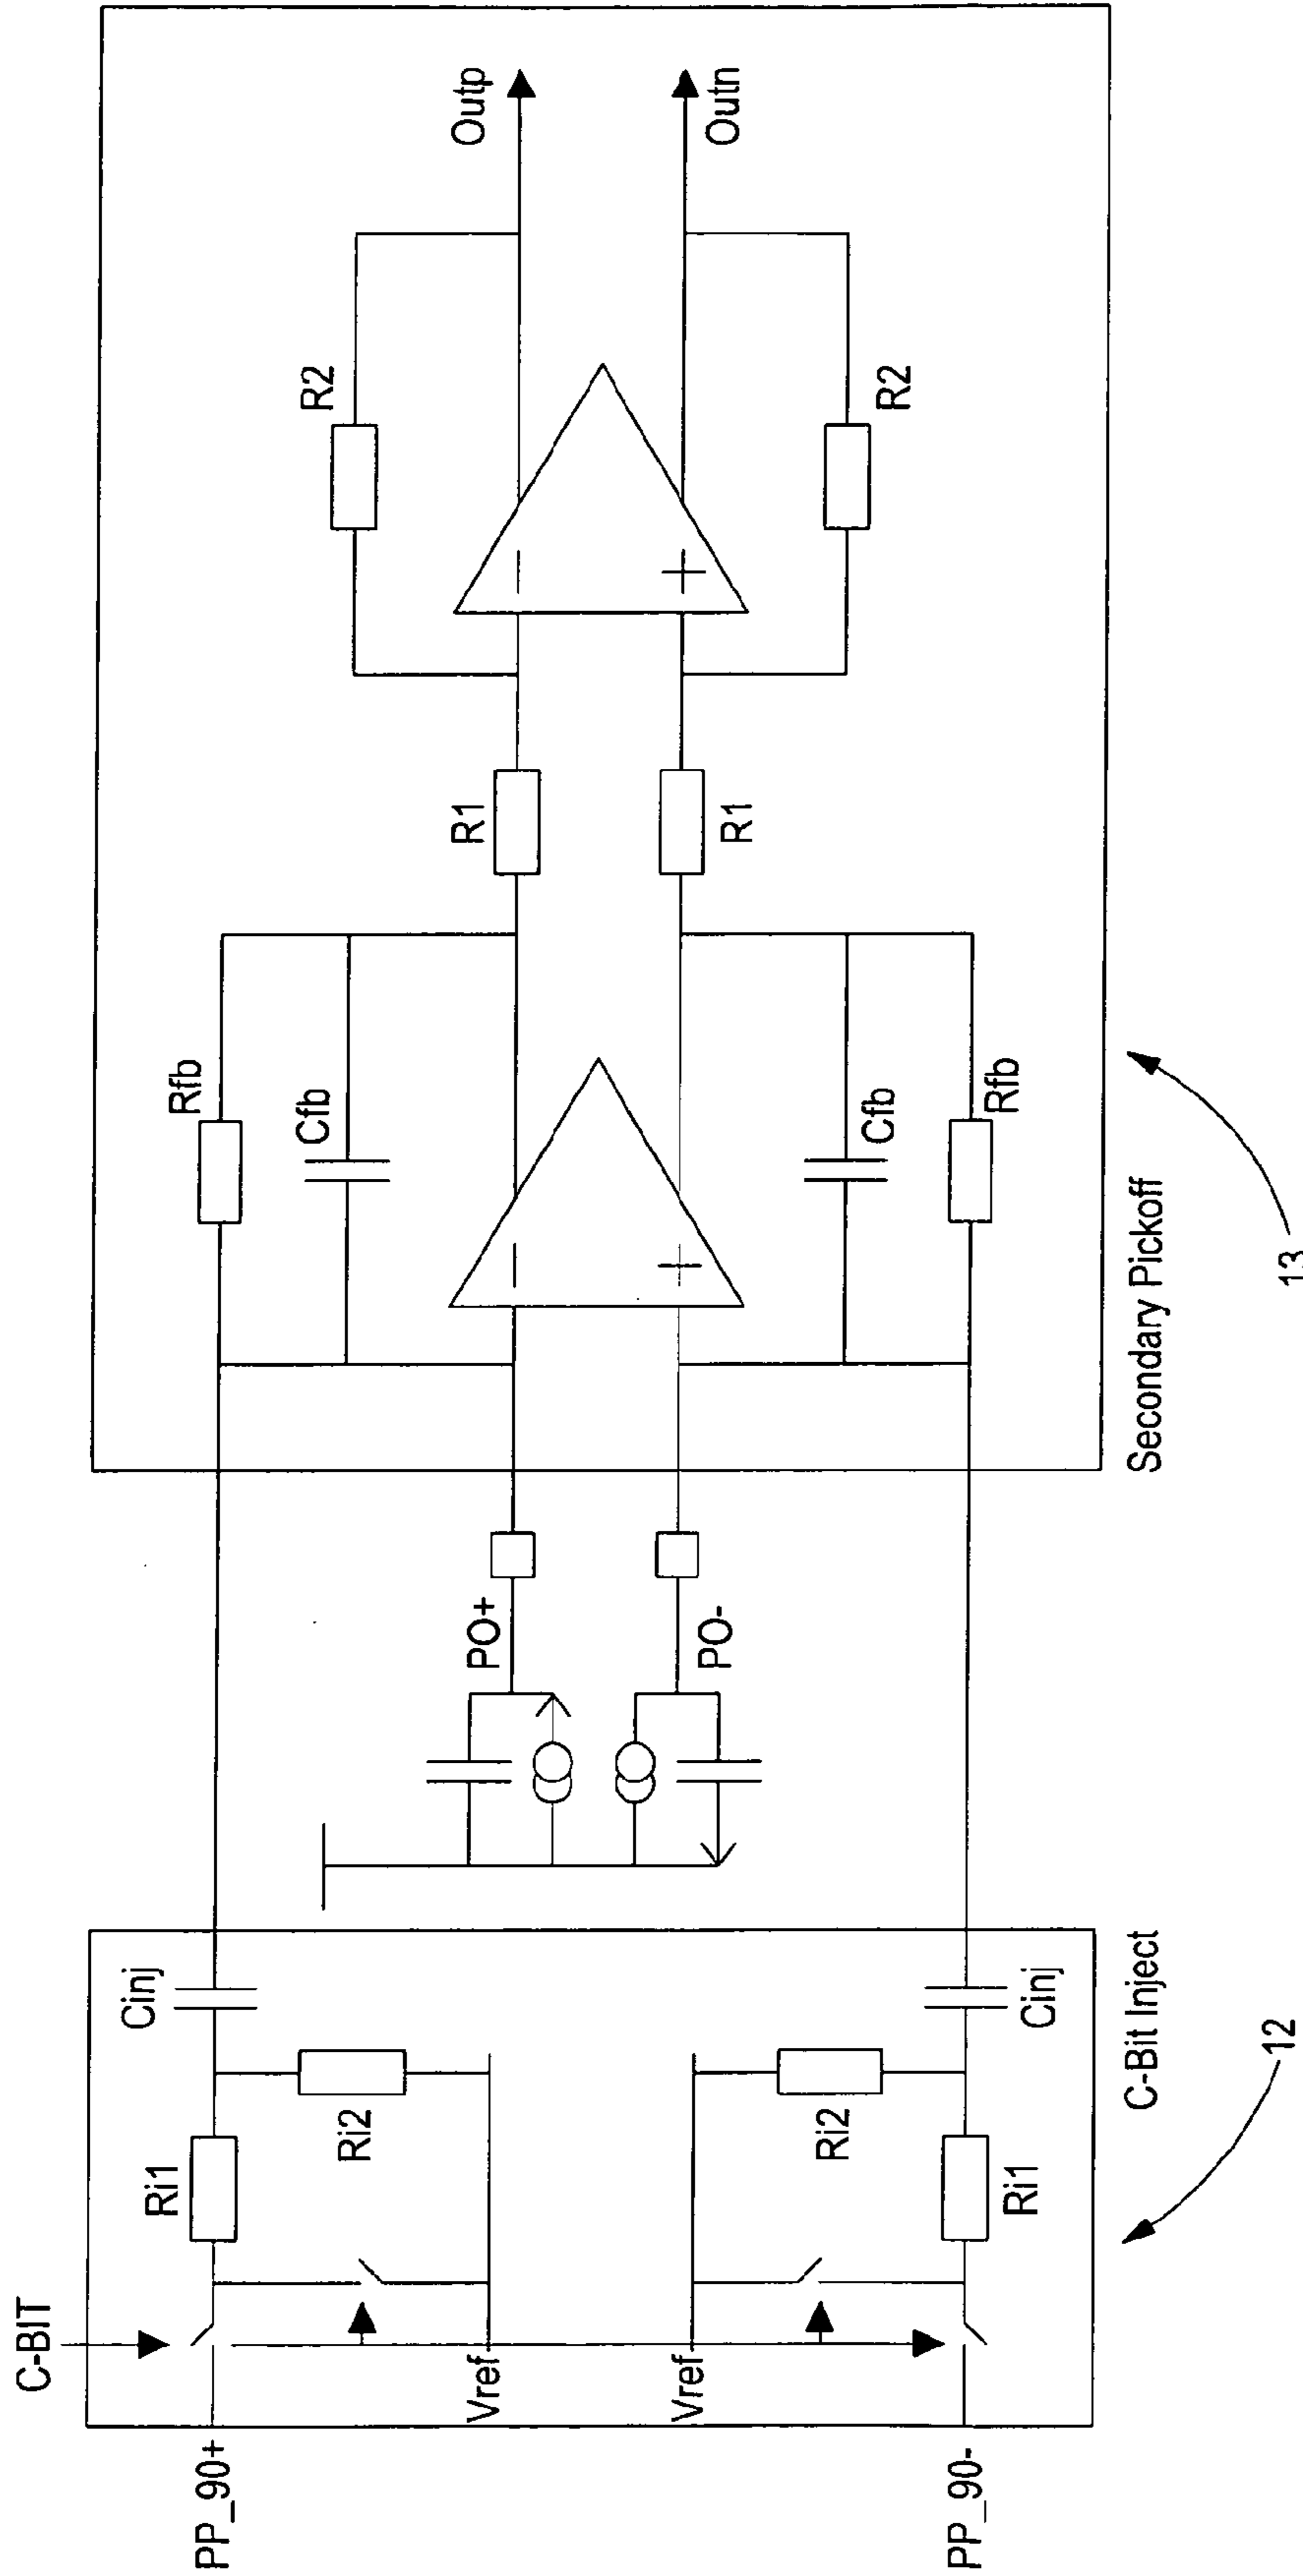 C-BIT
PP_90+
Ri1
Cinj
Ri2
Vref
Vref
Ri2
PP_90-
Ri1
Cinj
C-Bit Inject
12
PO+
PO-
Rfb
Cfb
Cfb
Rfb
R1
R1
R2
R2
Outp
Outn
Secondary Pickoff
13